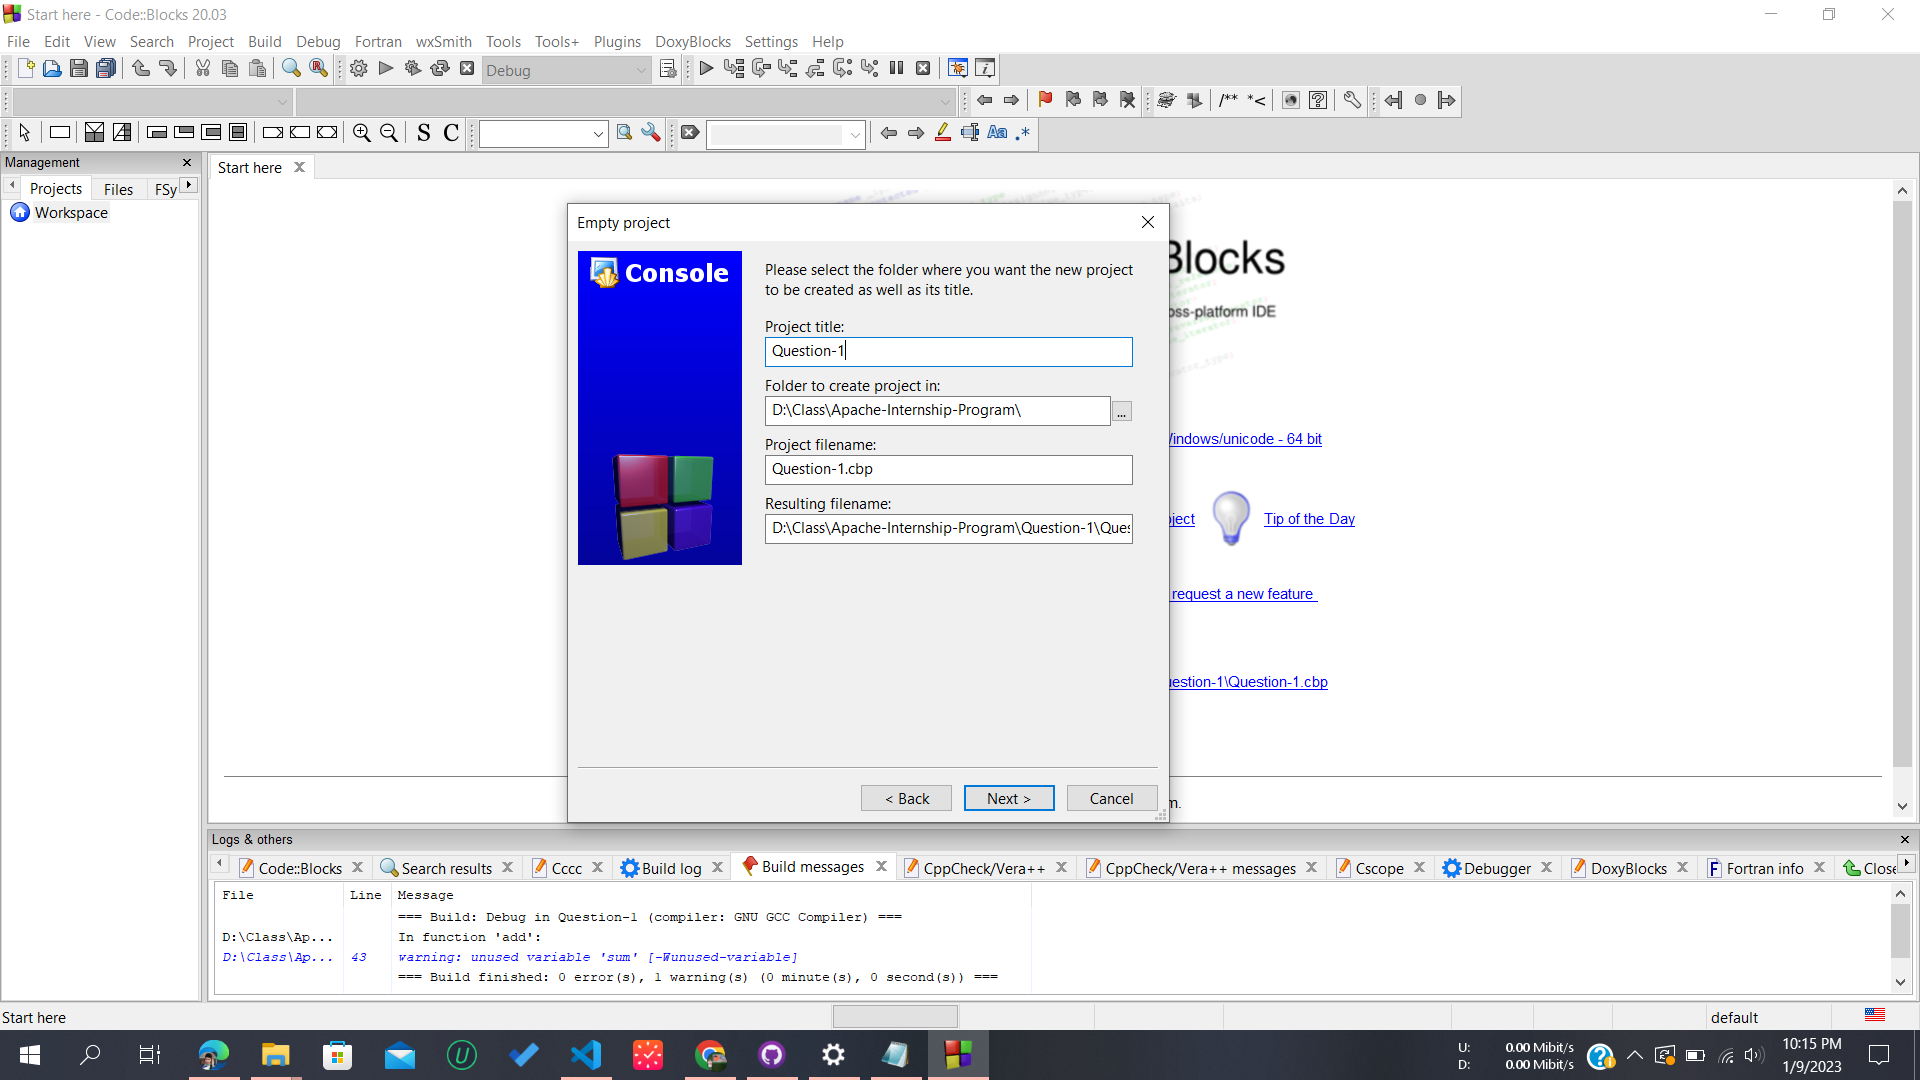 Start here - Code::Blocks 20.03
File Edit View Search Project Build Debug Fortran wxSmith Tools Tools+ Plugins DoxyBlocks Settings Help
Debug
/** *<
S C
Aa .*
Management
Projects Files FSy
Workspace
Start here
Blocks
oss-platform IDE
Windows/unicode - 64 bit
oject
Tip of the Day
request a new feature
uestion-1\Question-1.cbp
m.
Empty project
Console
Please select the folder where you want the new project
to be created as well as its title.
Project title:
Question-1
Folder to create project in:
D:\Class\Apache-Internship-Program\
...
Project filename:
Question-1.cbp
Resulting filename:
D:\Class\Apache-Internship-Program\Question-1\Ques
< Back Next > Cancel
Logs & others
Code::Blocks Search results Cccc Build log Build messages CppCheck/Vera++ CppCheck/Vera++ messages Cscope Debugger DoxyBlocks Fortran info Close
File Line Message
=== Build: Debug in Question-1 (compiler: GNU GCC Compiler) ===
D:\Class\Ap... In function 'add':
D:\Class\Ap... 43 warning: unused variable 'sum' [-Wunused-variable]
=== Build finished: 0 error(s), 1 warning(s) (0 minute(s), 0 second(s)) ===
Start here
default
U: 0.00 Mibit/s
D: 0.00 Mibit/s
10:15 PM
1/9/2023